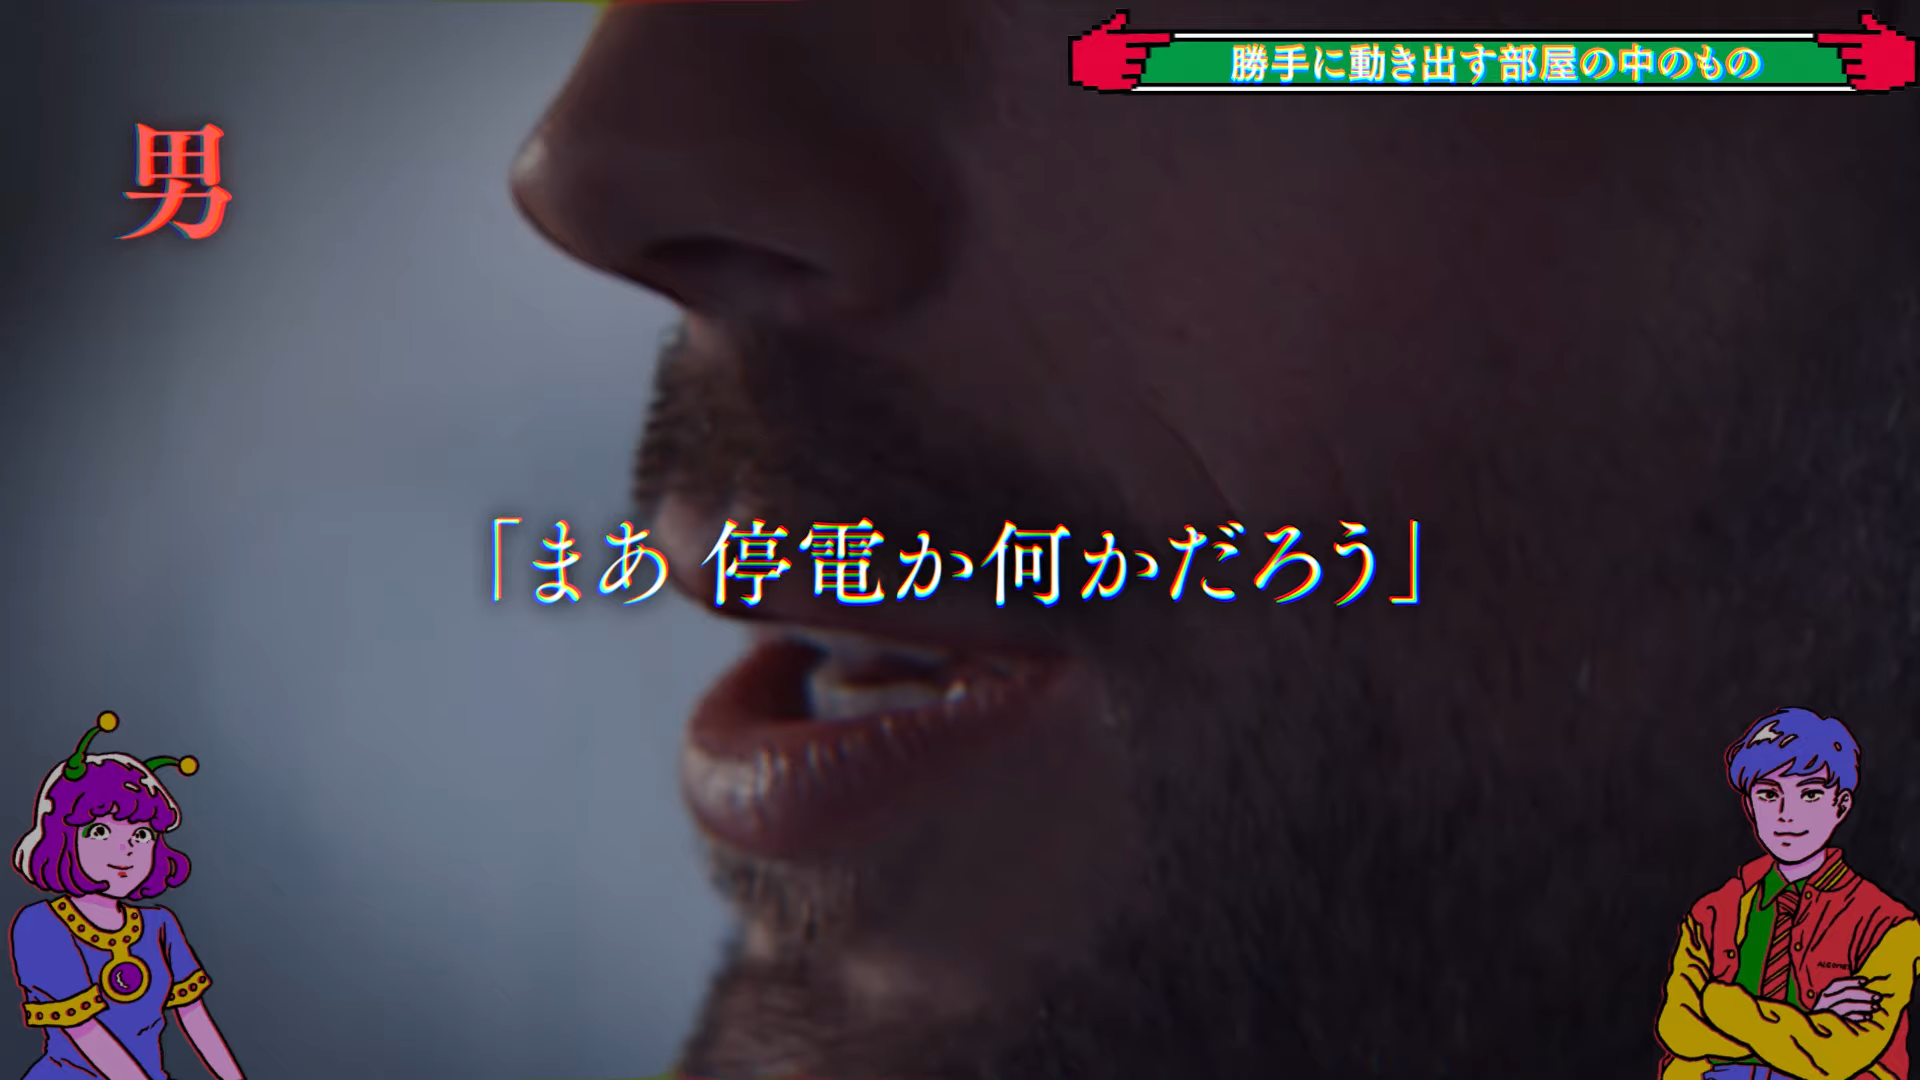 勝手に動き出す部屋の中のもの
男
「まあ 停電か何かだろう」